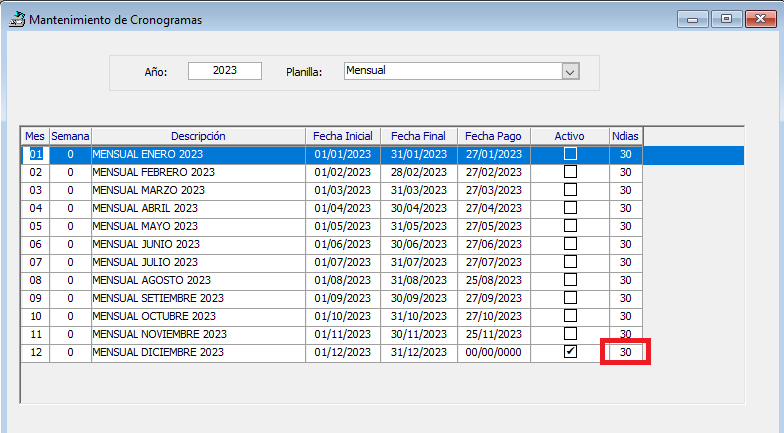 Mantenimiento de Cronogramas
Año: 2023 Planilla: Mensual
Mes Semana Descripción Fecha Inicial Fecha Final Fecha Pago Activo Ndias
01 0 MENSUAL ENERO 2023 01/01/2023 31/01/2023 27/01/2023 30
02 0 MENSUAL FEBRERO 2023 01/02/2023 28/02/2023 27/02/2023 30
03 0 MENSUAL MARZO 2023 01/03/2023 31/03/2023 27/03/2023 30
04 0 MENSUAL ABRIL 2023 01/04/2023 30/04/2023 27/04/2023 30
05 0 MENSUAL MAYO 2023 01/05/2023 31/05/2023 27/05/2023 30
06 0 MENSUAL JUNIO 2023 01/06/2023 30/06/2023 27/06/2023 30
07 0 MENSUAL JULIO 2023 01/07/2023 31/07/2023 27/07/2023 30
08 0 MENSUAL AGOSTO 2023 01/08/2023 31/08/2023 25/08/2023 30
09 0 MENSUAL SETIEMBRE 2023 01/09/2023 30/09/2023 27/09/2023 30
10 0 MENSUAL OCTUBRE 2023 01/10/2023 31/10/2023 27/10/2023 30
11 0 MENSUAL NOVIEMBRE 2023 01/11/2023 30/11/2023 25/11/2023 30
12 0 MENSUAL DICIEMBRE 2023 01/12/2023 31/12/2023 00/00/0000 30